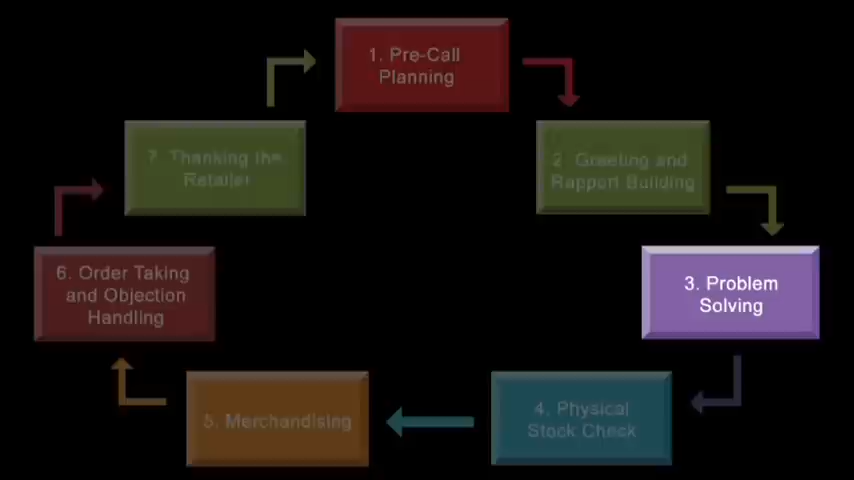 1. Pre-Call
Planning
2. Greeting and
Rapport Building
3. Problem
Solving
4. Physical
Stock Check
5. Merchandising
6. Order Taking
and Objection
Handling
7. Thanking the
Retailer